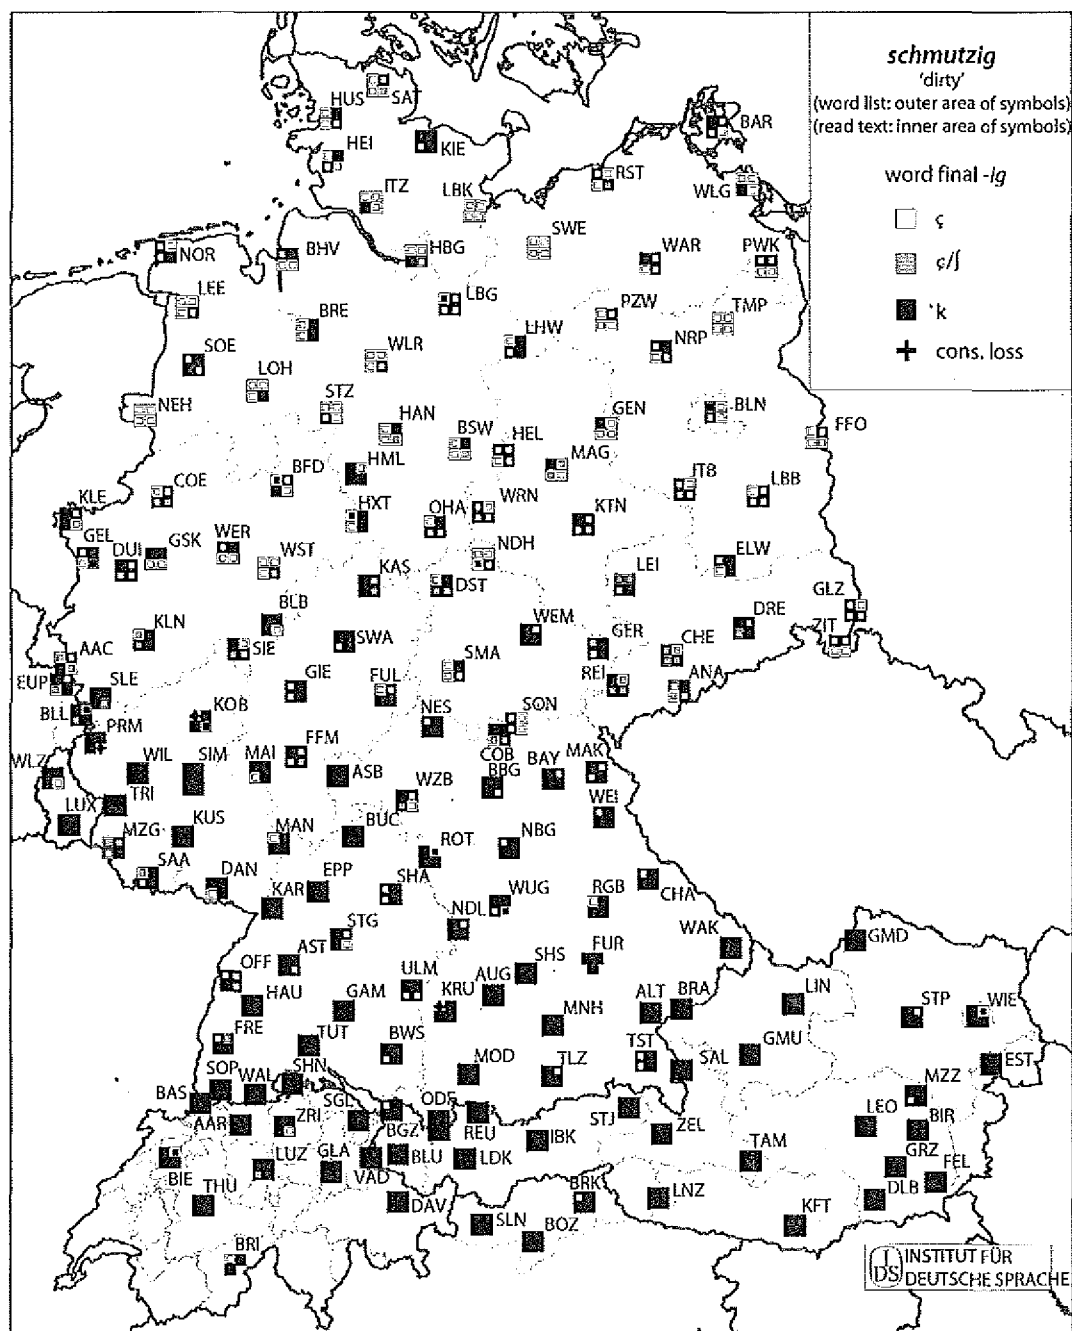 schmutzig
'dirty'
(word list: outer area of symbols)
(read text: inner area of symbols)
word final -ig
ç
ç/ʃ
ʻk
cons. loss
SAT
HUS
BAR
HEI
KIE
RST
WLG
ITZ
LBK
SWE
NOR
BHV
HBG
WAR
PWK
LEE
LBG
PZW
TMP
BRE
LHW
NRP
SOE
WLR
LOH
STZ
NEH
HAN
GEN
BLN
FFO
BSW
HEL
HML
MAG
BFD
COE
JTB
LBB
KLE
HXT
OHA
WRN
KTN
GEL
DUI
GSK
WER
WST
NDH
ELW
KAS
DST
LEI
GLZ
KLN
BLB
WEM
DRE
ZIT
SIE
SWA
GER
CHE
AAC
EUP
SLE
GIE
FUL
SMA
REI
ANA
BLL
KOB
NES
SON
PRM
FFM
COB
WLZ
WIL
SIM
MAI
ASB
BBG
BAY
MAK
LUX
TRI
WZB
WEI
KUS
MAN
BUC
MZG
ROT
NBG
SAA
DAN
EPP
SHA
CHA
KAR
WUG
RGB
NDL
STG
WAK
GMD
AST
SHS
FUR
OFF
ULM
AUG
HAU
GAM
KRU
ALT
BRA
LIN
STP
WIE
FRE
TUT
BWS
MNH
GMU
TST
SAL
SOP
WAL
SHN
MOD
TLZ
EST
BAS
MZZ
AAR
ZRI
SGL
ODF
STJ
LEO
BIR
BGZ
REU
IBK
ZEL
GRZ
BIE
LUZ
GLA
VAD
BLU
LDK
TAM
FEL
THU
DAV
BRK
LNZ
DLB
SLN
BOZ
KFT
BRI
IDS
INSTITUT FÜR
DEUTSCHE SPRACHE